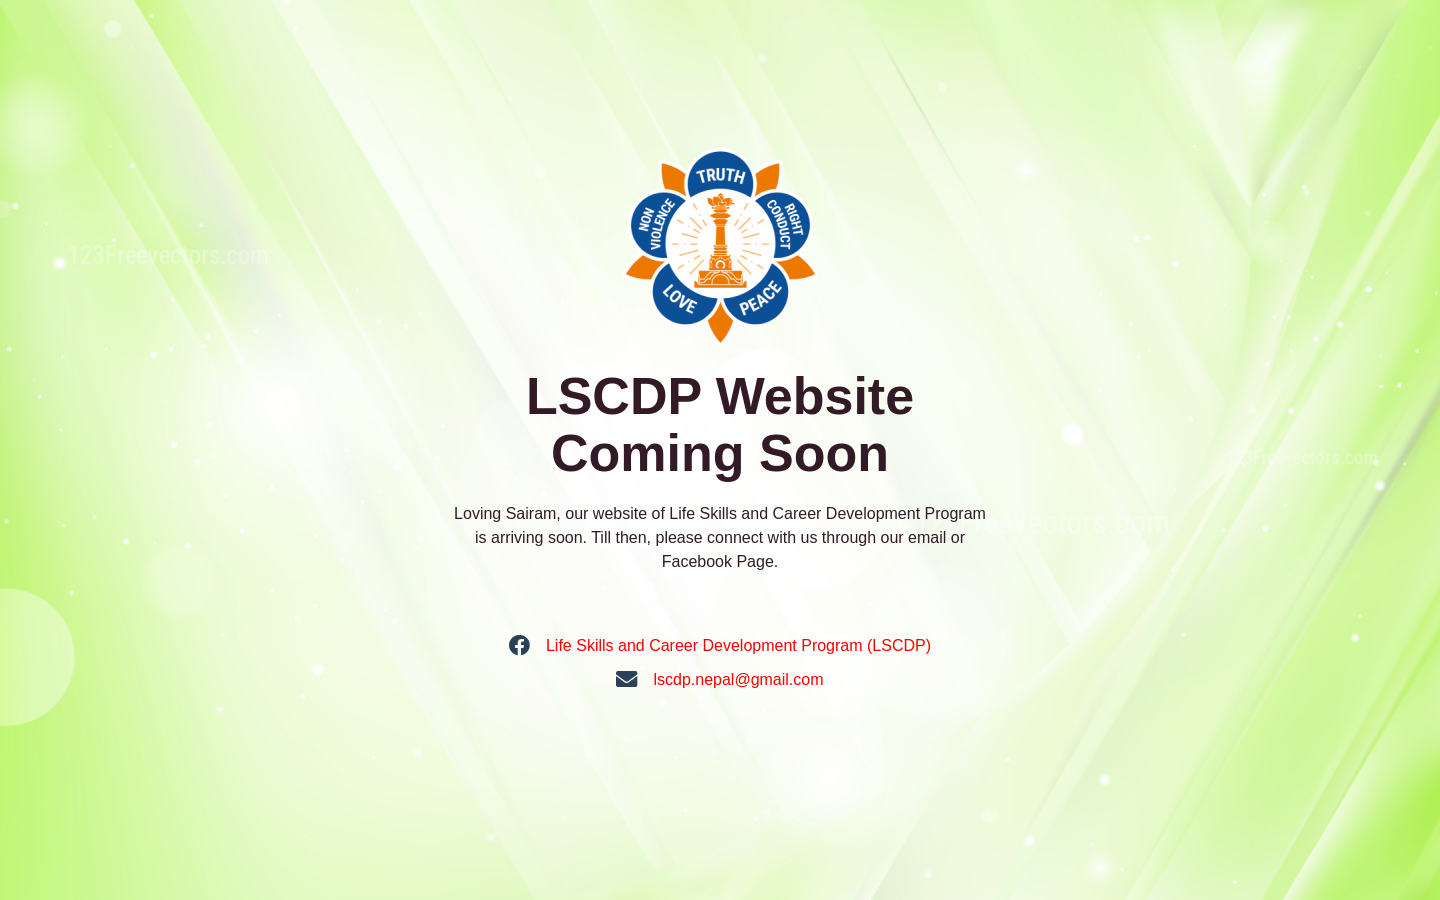 TRUTH
NON
VIOLENCE
RIGHT
CONDUCT
LOVE
PEACE
123Freevectors.com
LSCDP Website
Coming Soon
123Freevectors.com
Loving Sairam, our website of Life Skills and Career Development Program
is arriving soon. Till then, please connect with us through our email or
Facebook Page.
Life Skills and Career Development Program (LSCDP)
lscdp.nepal@gmail.com